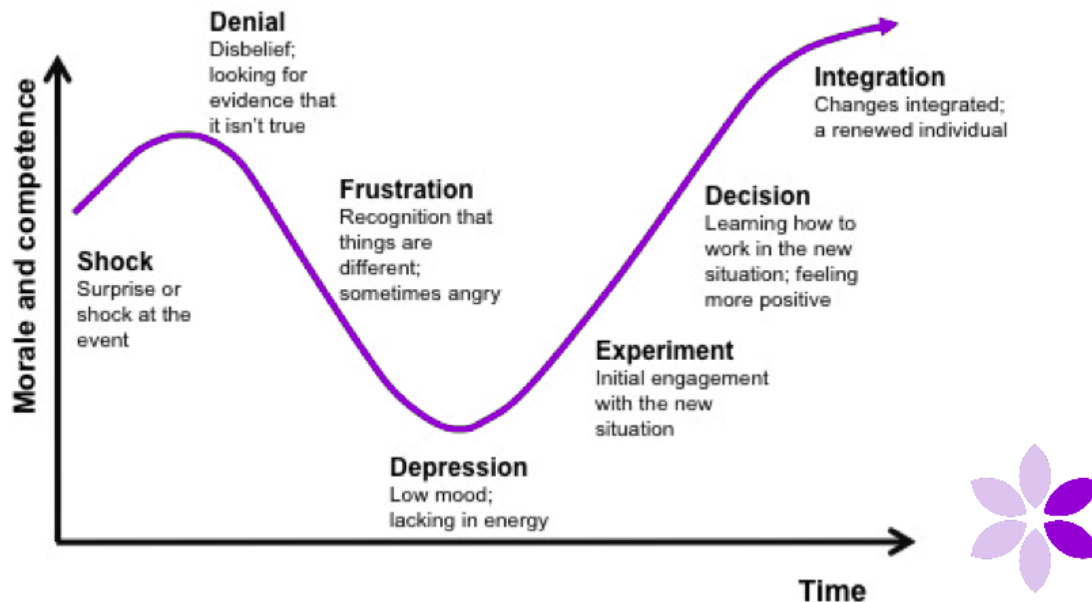 Denial
Disbelief;
looking for
evidence that
it isn't true
Morale and competence
Shock
Surprise or
shock at the
event
Frustration
Recognition that
things are
different;
sometimes angry
Depression
Low mood;
lacking in energy
Experiment
Initial engagement
with the new
situation
Decision
Learning how to
work in the new
situation; feeling
more positive
Integration
Changes integrated;
a renewed individual
Time